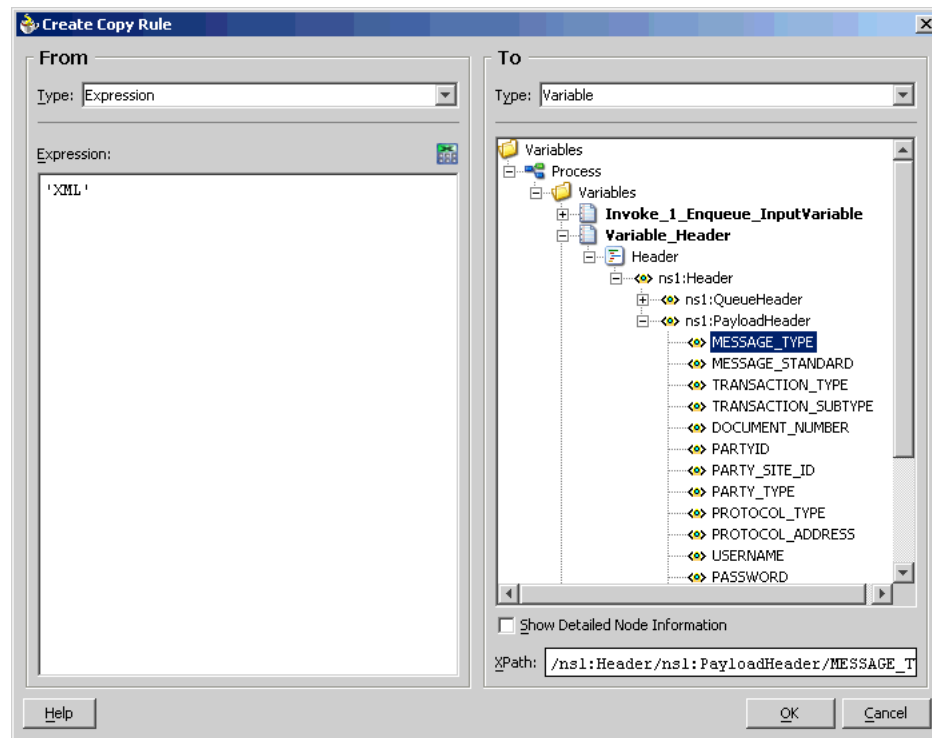 Create Copy Rule
From
Type: Expression
Expression:
'XML'
To
Type: Variable
Variables
Process
Variables
Invoke_1_Enqueue_InputVariable
Variable_Header
Header
ns1:Header
ns1:QueueHeader
ns1:PayloadHeader
MESSAGE_TYPE
MESSAGE_STANDARD
TRANSACTION_TYPE
TRANSACTION_SUBTYPE
DOCUMENT_NUMBER
PARTYID
PARTY_SITE_ID
PARTY_TYPE
PROTOCOL_TYPE
PROTOCOL_ADDRESS
USERNAME
PASSWORD
Show Detailed Node Information
XPath: /ns1:Header/ns1:PayloadHeader/MESSAGE_T
Help
OK
Cancel